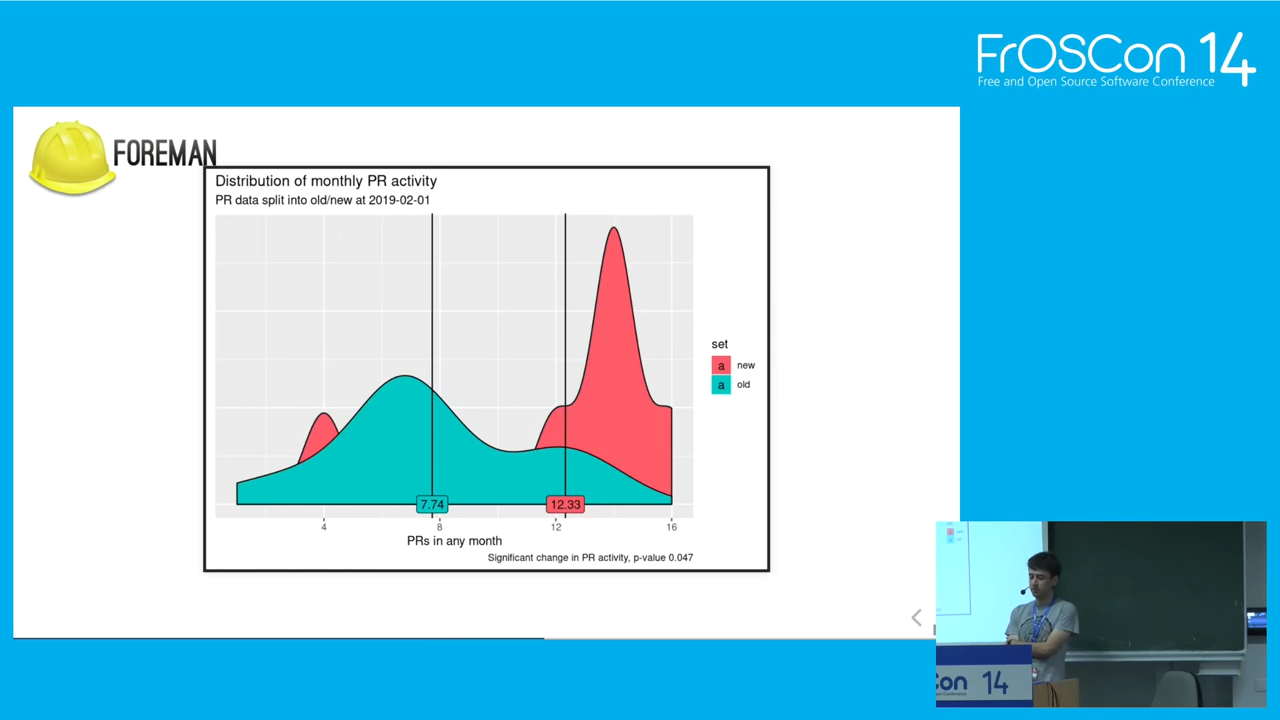 FrOSCon 14
Free and Open Source Software Conference
FOREMAN
Distribution of monthly PR activity
PR data split into old/new at 2019-02-01
set
a new
a old
7.74
12.33
4
8
12
16
PRs in any month
Significant change in PR activity, p-value 0.047
Con 14